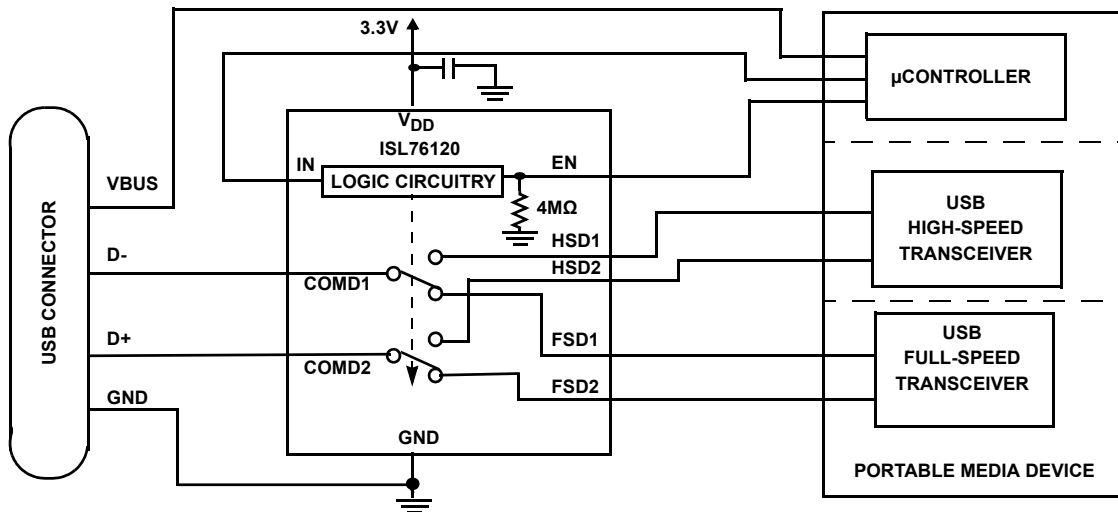 3.3V
µCONTROLLER
VDD
ISL76120
IN
LOGIC CIRCUITRY
EN
4MΩ
USB CONNECTOR
VBUS
D-
D+
GND
COMD1
COMD2
HSD1
HSD2
FSD1
FSD2
GND
USB
HIGH-SPEED
TRANSCEIVER
USB
FULL-SPEED
TRANSCEIVER
PORTABLE MEDIA DEVICE